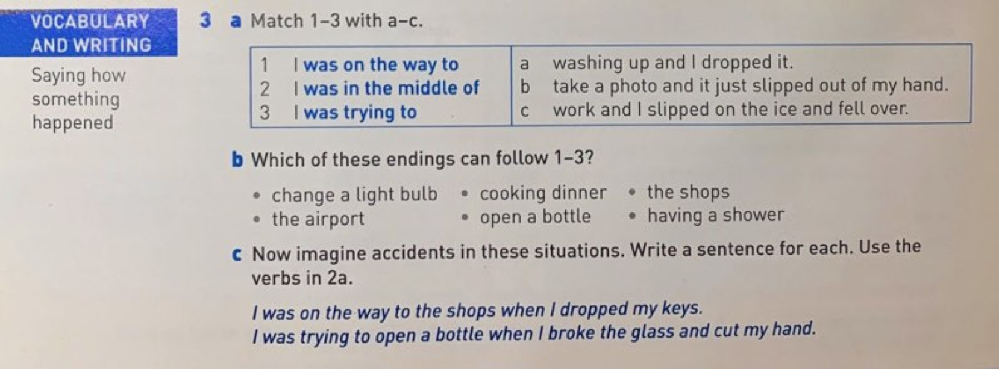 VOCABULARY
AND WRITING
Saying how
something
happened
3 a Match 1–3 with a–c.
1 I was on the way to
2 I was in the middle of
3 I was trying to
a washing up and I dropped it.
b take a photo and it just slipped out of my hand.
c work and I slipped on the ice and fell over.
b Which of these endings can follow 1–3?
• change a light bulb • cooking dinner • the shops
• the airport • open a bottle • having a shower
c Now imagine accidents in these situations. Write a sentence for each. Use the
verbs in 2a.
I was on the way to the shops when I dropped my keys.
I was trying to open a bottle when I broke the glass and cut my hand.